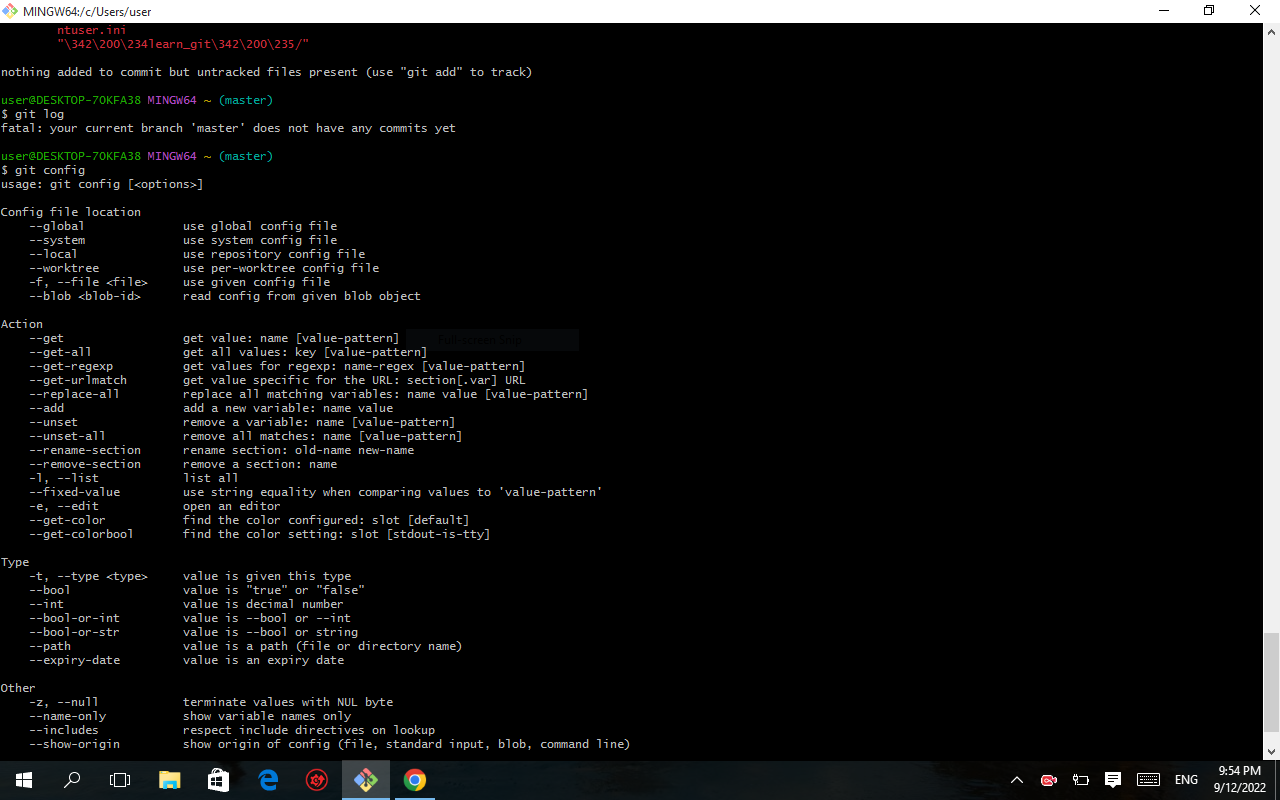 MINGW64:/c/Users/user
ntuser.ini
"\342\200\234learn_git\342\200\235/"
nothing added to commit but untracked files present (use "git add" to track)
user@DESKTOP-7OKFA38 MINGW64 ~ (master)
$ git log
fatal: your current branch 'master' does not have any commits yet
user@DESKTOP-7OKFA38 MINGW64 ~ (master)
$ git config
usage: git config [<options>]
Config file location
--global use global config file
--system use system config file
--local use repository config file
--worktree use per-worktree config file
-f, --file <file> use given config file
--blob <blob-id> read config from given blob object
Action
--get get value: name [value-pattern]
Full-screen Snip
--get-all get all values: key [value-pattern]
--get-regexp get values for regexp: name-regex [value-pattern]
--get-urlmatch get value specific for the URL: section[.var] URL
--replace-all replace all matching variables: name value [value-pattern]
--add add a new variable: name value
--unset remove a variable: name [value-pattern]
--unset-all remove all matches: name [value-pattern]
--rename-section rename section: old-name new-name
--remove-section remove a section: name
-l, --list list all
--fixed-value use string equality when comparing values to 'value-pattern'
-e, --edit open an editor
--get-color find the color configured: slot [default]
--get-colorbool find the color setting: slot [stdout-is-tty]
Type
-t, --type <type> value is given this type
--bool value is "true" or "false"
--int value is decimal number
--bool-or-int value is --bool or --int
--bool-or-str value is --bool or string
--path value is a path (file or directory name)
--expiry-date value is an expiry date
Other
-z, --null terminate values with NUL byte
--name-only show variable names only
--includes respect include directives on lookup
--show-origin show origin of config (file, standard input, blob, command line)
ENG
9:54 PM
9/12/2022